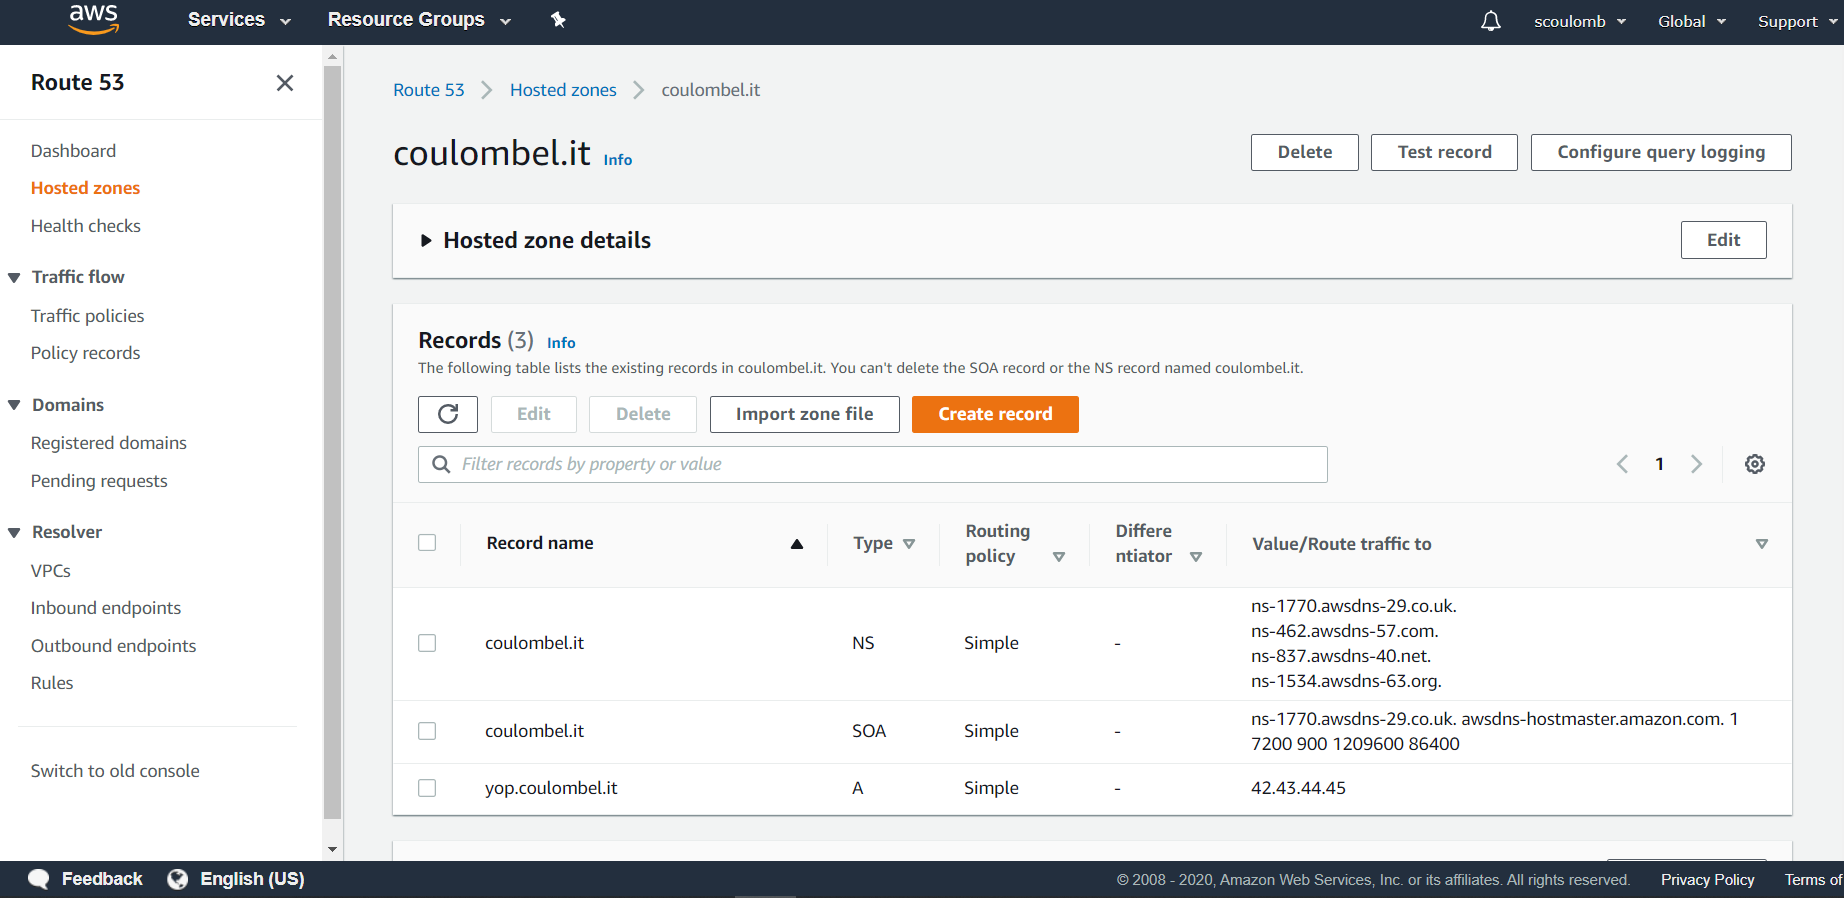 aws Services Resource Groups scoulomb Global Support
Route 53
Dashboard
Hosted zones
Health checks
Traffic flow
Traffic policies
Policy records
Domains
Registered domains
Pending requests
Resolver
VPCs
Inbound endpoints
Outbound endpoints
Rules
Switch to old console
Route 53 Hosted zones coulombel.it
coulombel.it Info
Delete Test record Configure query logging
Hosted zone details Edit
Records (3) Info
The following table lists the existing records in coulombel.it. You can't delete the SOA record or the NS record named coulombel.it.
Edit Delete Import zone file Create record
Filter records by property or value 1
Record name Type Routing policy Differentiator Value/Route traffic to
coulombel.it NS Simple - ns-1770.awsdns-29.co.uk.
ns-462.awsdns-57.com.
ns-837.awsdns-40.net.
ns-1534.awsdns-63.org.
coulombel.it SOA Simple - ns-1770.awsdns-29.co.uk. awsdns-hostmaster.amazon.com. 1
7200 900 1209600 86400
yop.coulombel.it A Simple - 42.43.44.45
Feedback English (US) © 2008 - 2020, Amazon Web Services, Inc. or its affiliates. All rights reserved. Privacy Policy Terms of